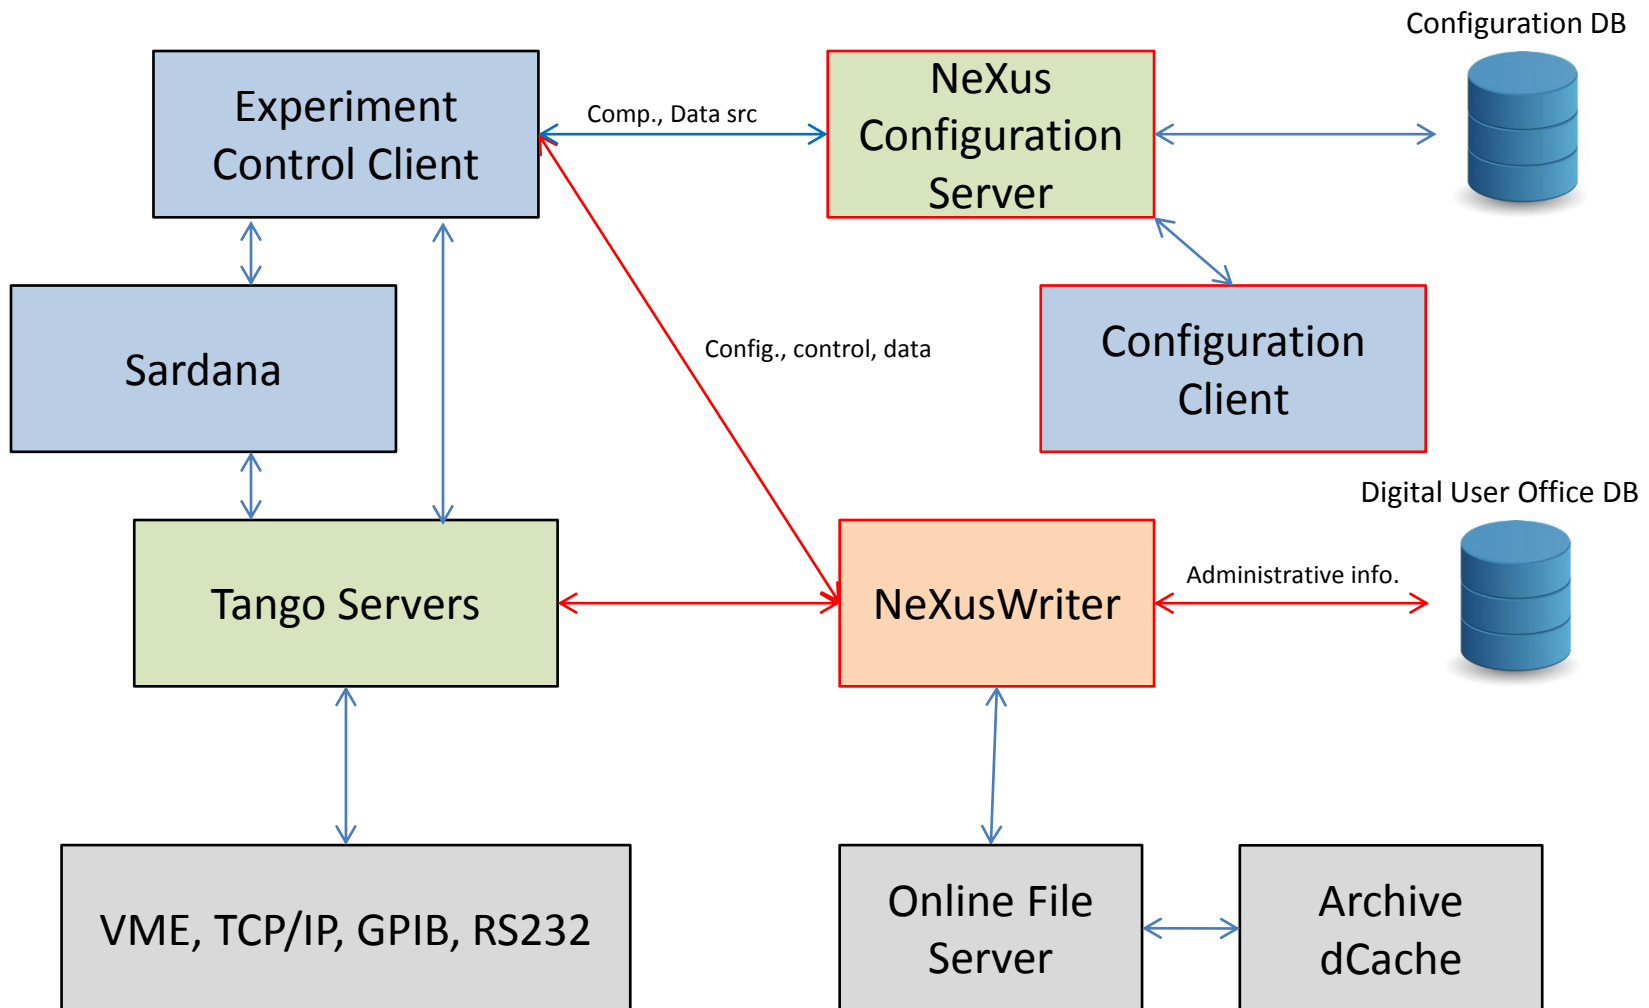 Configuration DB
Experiment
Control Client
Comp., Data src
NeXus
Configuration
Server
Sardana
Config., control, data
Configuration
Client
Digital User Office DB
Tango Servers
NeXusWriter
Administrative info.
VME, TCP/IP, GPIB, RS232
Online File
Server
Archive
dCache